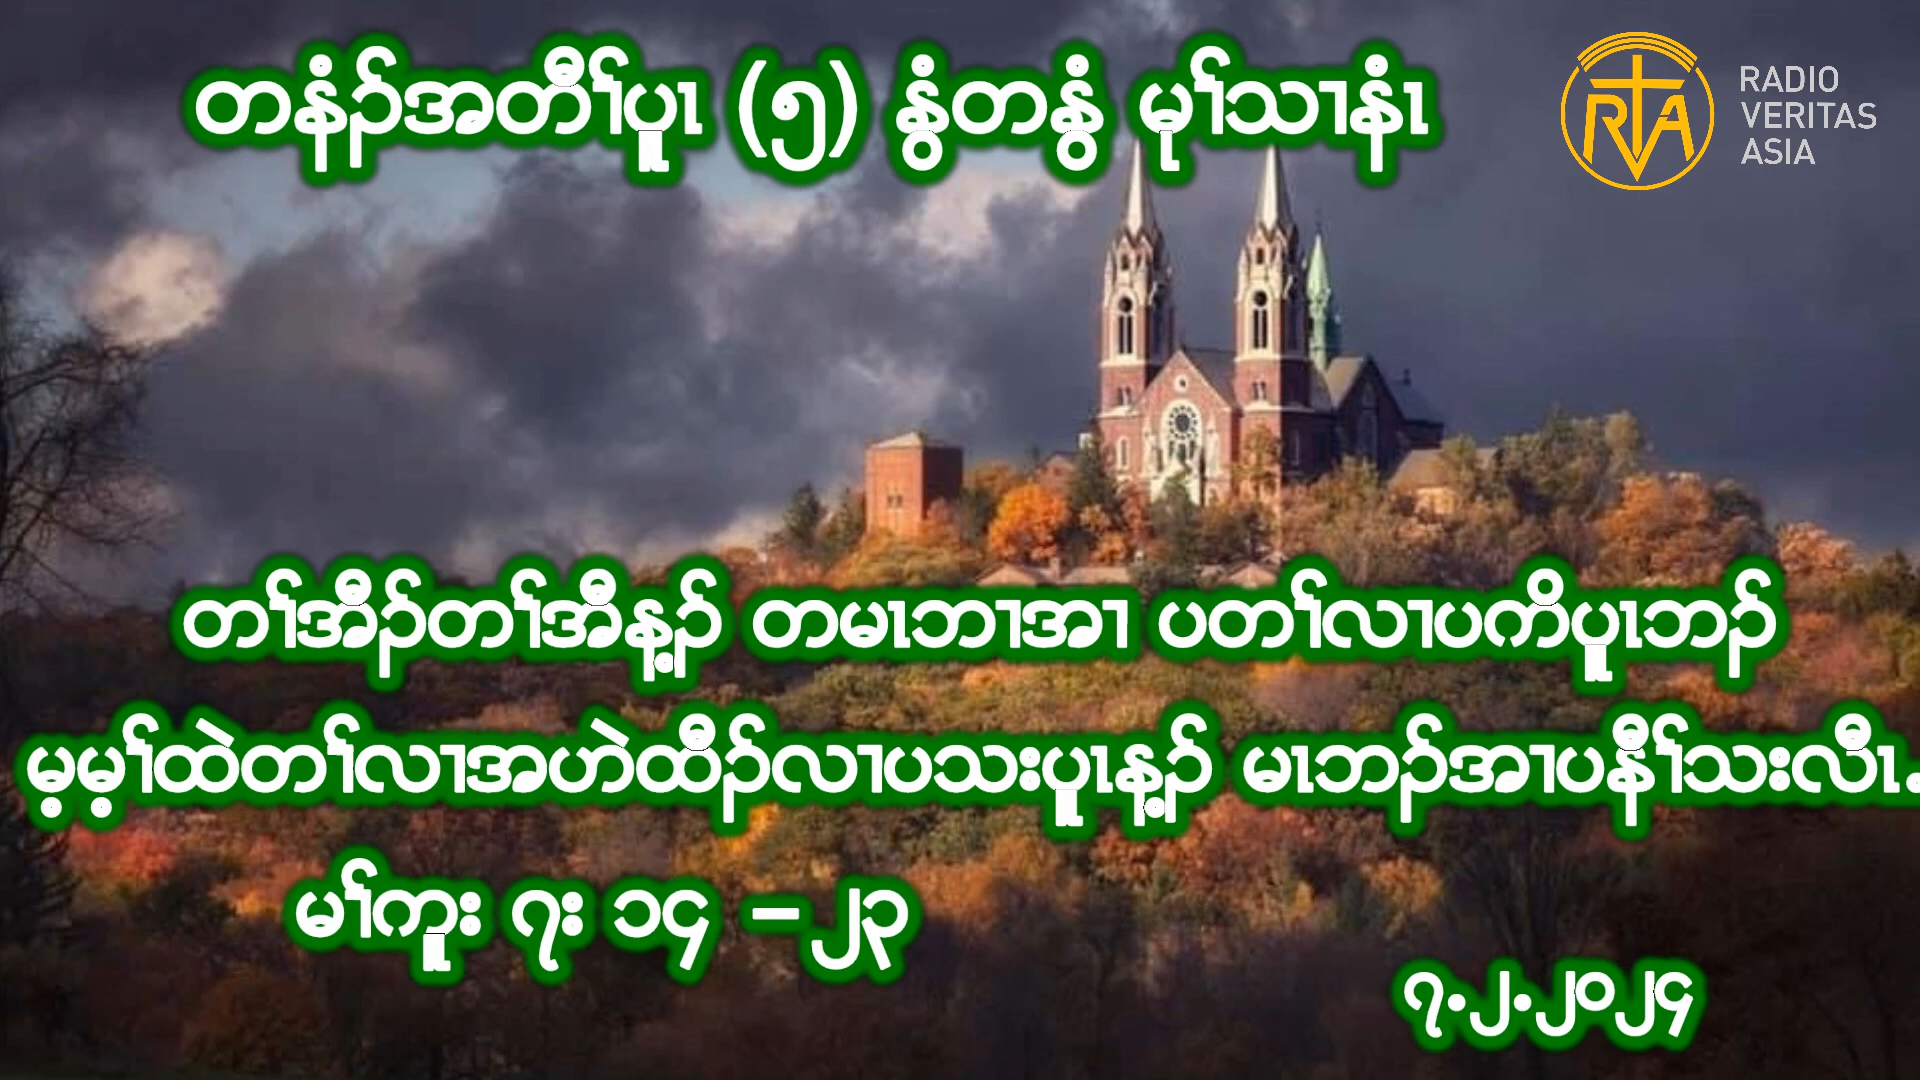 တနံၣ်အတီၢ်ပူၤ (၅) နွံတနွံ မုၢ်သၢနံၤ
RADIO
VERITAS
ASIA
တၢ်အီၣ်တၢ်အီန့ၣ် တမၤဘၢအၢ ပတၢ်လၢပကိပူၤဘၣ်
မ့မ့ၢ်ထဲတၢ်လၢအဟဲထီၣ်လၢပသးပူၤန့ၣ် မၤဘၣ်အၢပနီၢ်သးလီၤ.
မၢ်ကူး ၇း ၁၄ –၂၃
၇.၂.၂၀၂၄